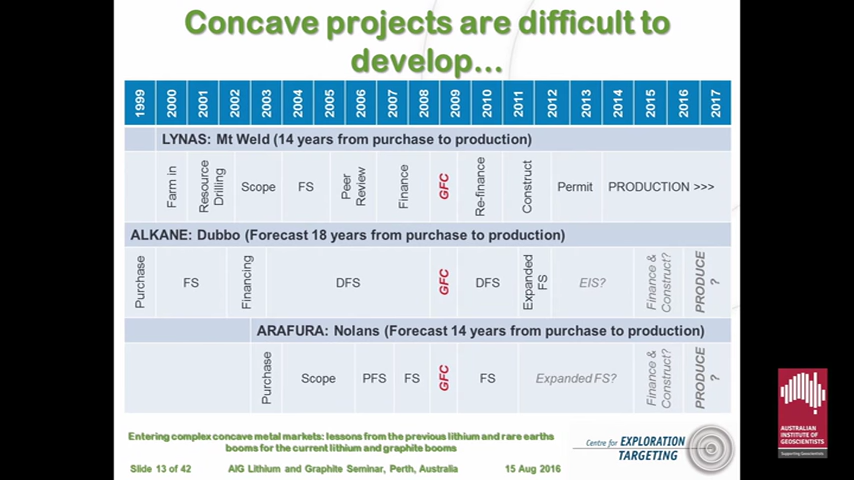 Concave projects are difficult to
develop...
1999 2000 2001 2002 2003 2004 2005 2006 2007 2008 2009 2010 2011 2012 2013 2014 2015 2016 2017
LYNAS: Mt Weld (14 years from purchase to production)
Farm in
Resource
Drilling
Scope
FS
Peer
Review
Finance
GFC
Re-finance
Construct
Permit
PRODUCTION >>>
ALKANE: Dubbo (Forecast 18 years from purchase to production)
Purchase
FS
Financing
DFS
GFC
DFS
Expanded
FS
EIS?
Finance &
Construct?
PRODUCE
?
ARAFURA: Nolans (Forecast 14 years from purchase to production)
Purchase
Scope
PFS
FS
GFC
FS
Expanded FS?
Finance &
Construct?
PRODUCE
?
Entering complex concave metal markets: lessons from the previous lithium and rare earths
booms for the current lithium and graphite booms
Slide 13 of 42 AIG Lithium and Graphite Seminar, Perth, Australia 15 Aug 2016
Centre for EXPLORATION
TARGETING
AUSTRALIAN
INSTITUTE OF
GEOSCIENTISTS
Supporting Geoscientists